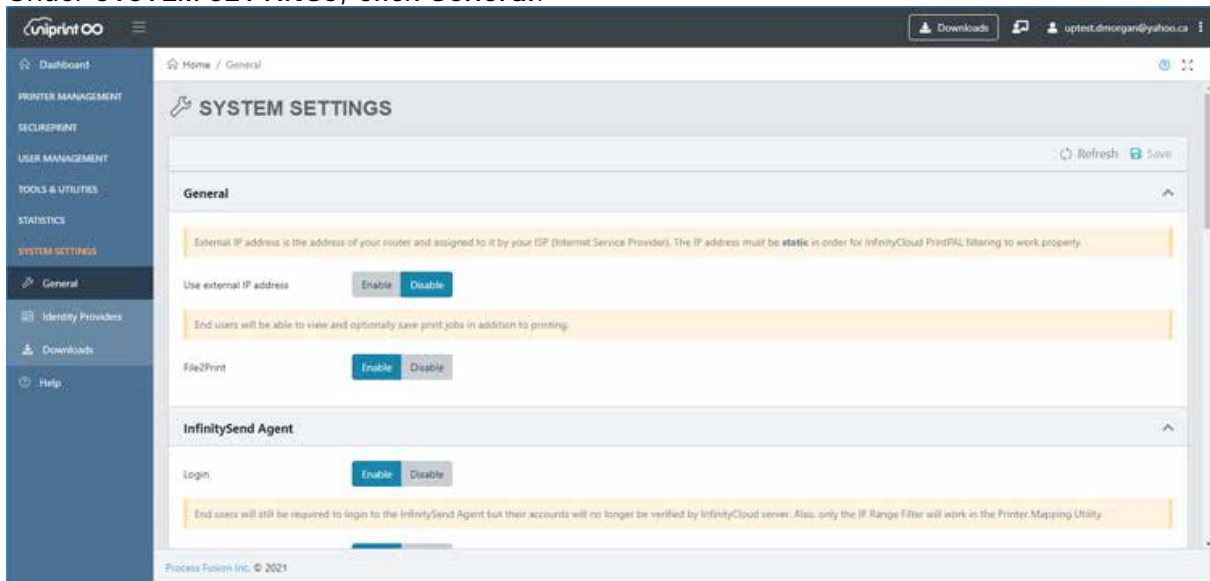 Under SYSTEM SETTINGS, click General.
uniprint
Downloads
uptest.dmorgan@yahoo.ca
Dashboard
Home / General
PRINTER MANAGEMENT
SYSTEM SETTINGS
SECUREPRINT
USER MANAGEMENT
Refresh Save
TOOLS & UTILITIES
General
STATISTICS
External IP address is the address of your router and assigned to it by your ISP (Internet Service Provider). The IP address must be static in order for InfinityCloud PrintPAL filtering to work properly.
SYSTEM SETTINGS
General
Use external IP address Enable Disable
Identity Providers
End users will be able to view and optionally save print jobs in addition to printing.
Downloads
File2Print Enable Disable
Help
InfinitySend Agent
Login Enable Disable
End users will still be required to login to the InfinitySend Agent but their accounts will no longer be verified by InfinityCloud server. Also, only the IP Range Filter will work in the Printer Mapping Utility.
Process Fusion Inc. © 2021